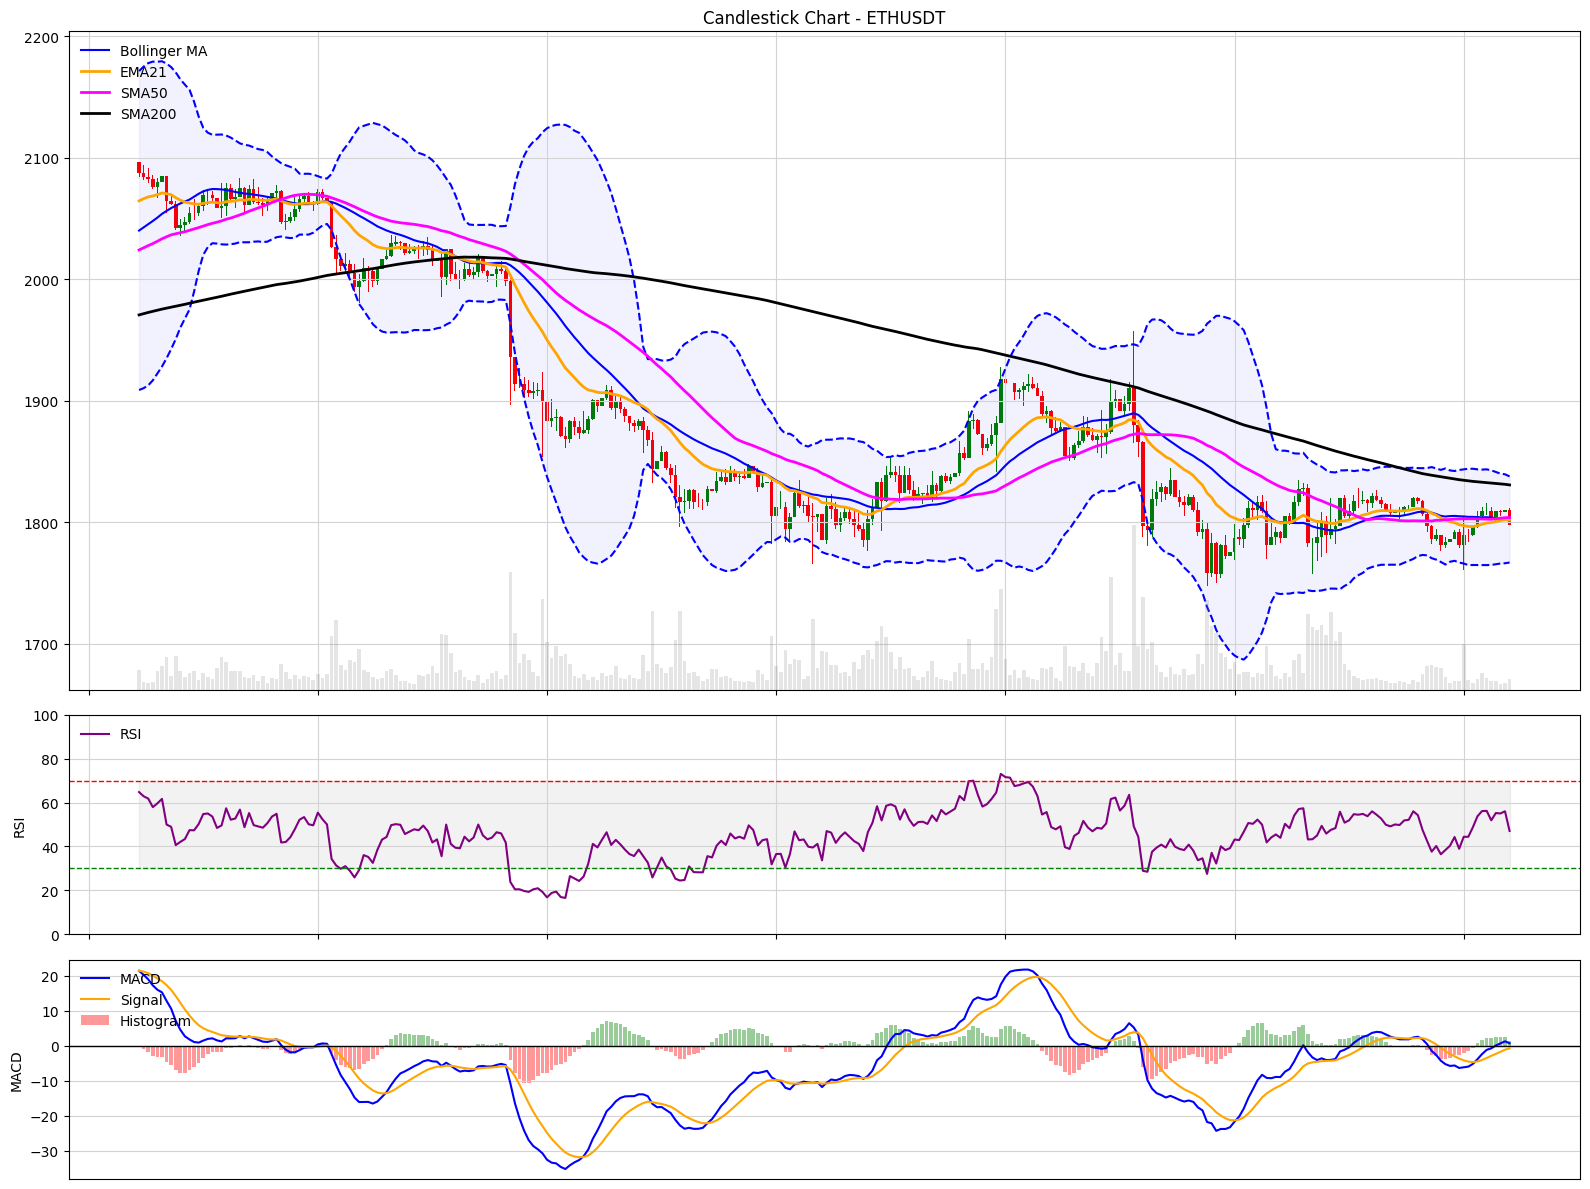 Candlestick Chart - ETHUSDT
2200
2100
2000
1900
1800
1700
Bollinger MA
EMA21
SMA50
SMA200
100
80
60
40
20
0
RSI
RSI
20
10
0
−10
−20
−30
MACD
MACD
Signal
Histogram